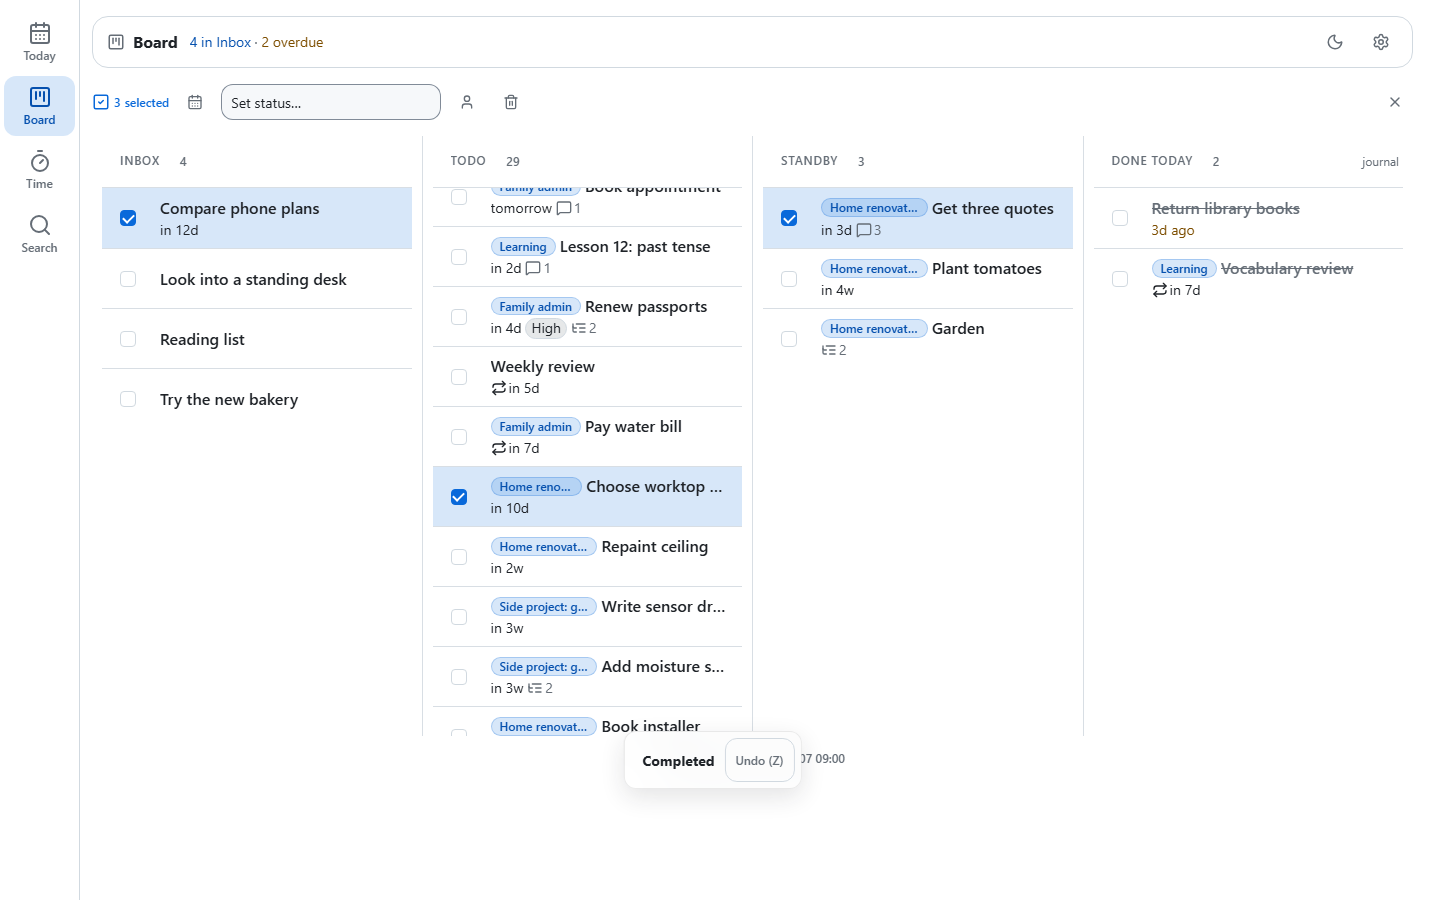 Today
Board
Time
Search
Board 4 in Inbox · 2 overdue
3 selected
Set status...
INBOX 4
Compare phone plans
in 12d
Look into a standing desk
Reading list
Try the new bakery
TODO 29
Family admin Book appointment
tomorrow 1
Learning Lesson 12: past tense
in 2d 1
Family admin Renew passports
in 4d High 2
Weekly review
in 5d
Family admin Pay water bill
in 7d
Home reno... Choose worktop ...
in 10d
Home renovat... Repaint ceiling
in 2w
Side project: g... Write sensor dr...
in 3w
Side project: g... Add moisture s...
in 3w 2
Home renovat... Book installer
STANDBY 3
Home renovat... Get three quotes
in 3d 3
Home renovat... Plant tomatoes
in 4w
Home renovat... Garden
2
DONE TODAY 2 journal
Return library books
3d ago
Learning Vocabulary review
in 7d
Completed Undo (Z)
07 09:00